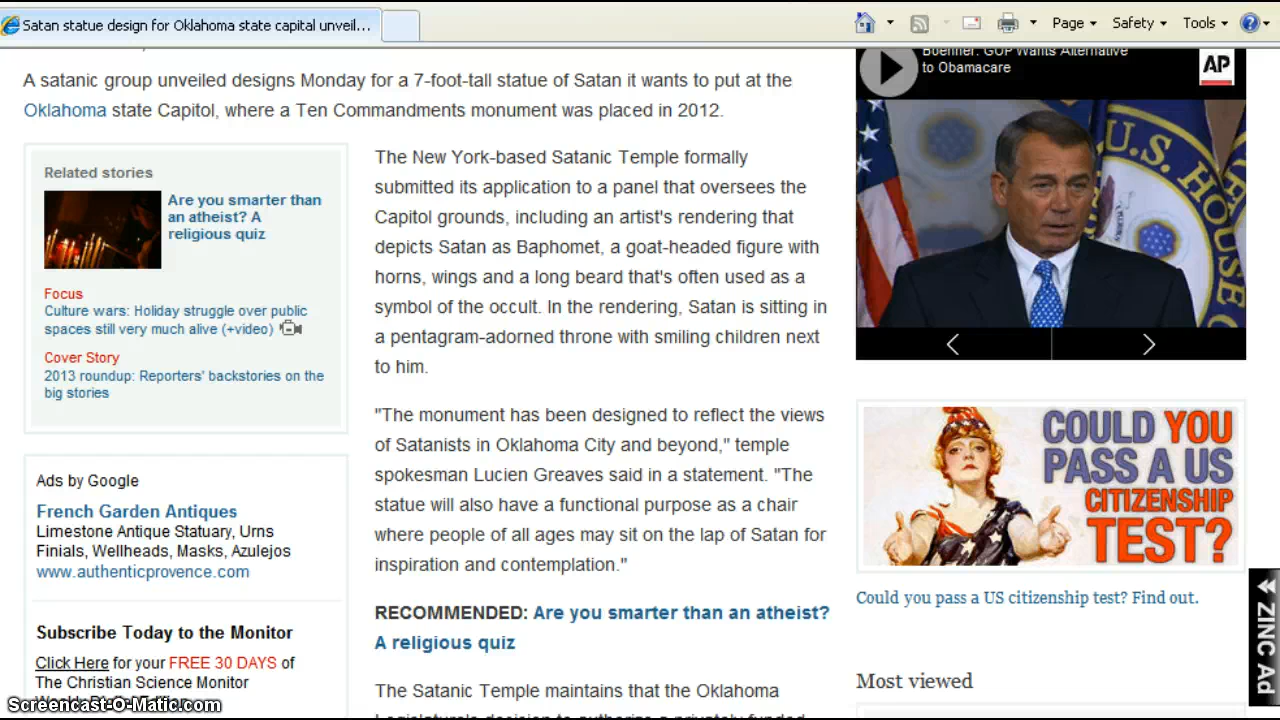 Satan statue design for Oklahoma state capital unveil...
Page
Safety
Tools
A satanic group unveiled designs Monday for a 7-foot-tall statue of Satan it wants to put at the
Oklahoma state Capitol, where a Ten Commandments monument was placed in 2012.
Related stories
Are you smarter than
an atheist? A
religious quiz
Focus
Culture wars: Holiday struggle over public
spaces still very much alive (+video)
Cover Story
2013 roundup: Reporters' backstories on the
big stories
Ads by Google
French Garden Antiques
Limestone Antique Statuary, Urns
Finials, Wellheads, Masks, Azulejos
www.authenticprovence.com
Subscribe Today to the Monitor
Click Here for your FREE 30 DAYS of
The Christian Science Monitor
Screencast-O-Matic.com
The New York-based Satanic Temple formally
submitted its application to a panel that oversees the
Capitol grounds, including an artist's rendering that
depicts Satan as Baphomet, a goat-headed figure with
horns, wings and a long beard that's often used as a
symbol of the occult. In the rendering, Satan is sitting in
a pentagram-adorned throne with smiling children next
to him.
"The monument has been designed to reflect the views
of Satanists in Oklahoma City and beyond," temple
spokesman Lucien Greaves said in a statement. "The
statue will also have a functional purpose as a chair
where people of all ages may sit on the lap of Satan for
inspiration and contemplation."
RECOMMENDED: Are you smarter than an atheist?
A religious quiz
The Satanic Temple maintains that the Oklahoma
Legislature's decision to authorize a privately funded
Boehner: GOP Wants Alternative
to Obamacare
AP
U.S. HOUSE
COULD YOU
PASS A US
CITIZENSHIP
TEST?
Could you pass a US citizenship test? Find out.
ZINC Ad
Most viewed